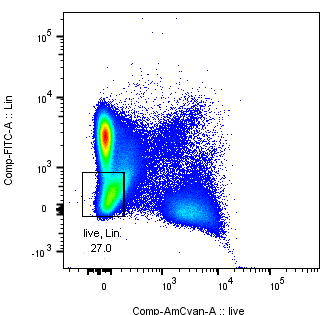 10^5
10^4
Comp-FITC-A :: Lin
10^3
0
live, Lin.
27.0
-10^3
0 10^3 10^4 10^5
Comp-AmCyan-A :: live